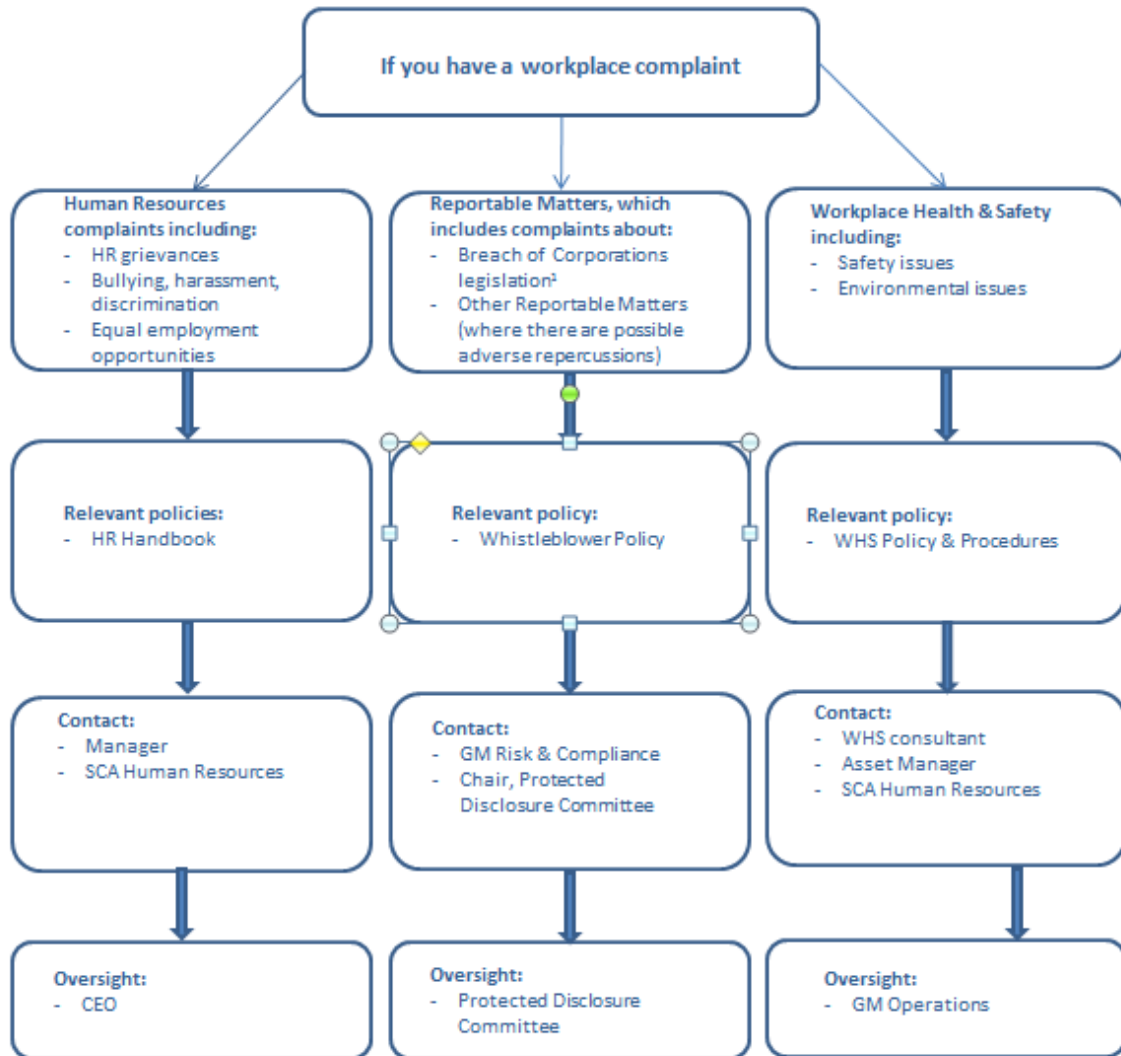 If you have a workplace complaint
Human Resources
complaints including:
- HR grievances
- Bullying, harassment,
discrimination
- Equal employment
opportunities
Reportable Matters, which
includes complaints about:
- Breach of Corporations
legislation¹
- Other Reportable Matters
(where there are possible
adverse repercussions)
Workplace Health & Safety
including:
- Safety issues
- Environmental issues
Relevant policies:
- HR Handbook
Relevant policy:
- Whistleblower Policy
Relevant policy:
- WHS Policy & Procedures
Contact:
- Manager
- SCA Human Resources
Contact:
- GM Risk & Compliance
- Chair, Protected
Disclosure Committee
Contact:
- WHS consultant
- Asset Manager
- SCA Human Resources
Oversight:
- CEO
Oversight:
- Protected Disclosure
Committee
Oversight:
- GM Operations